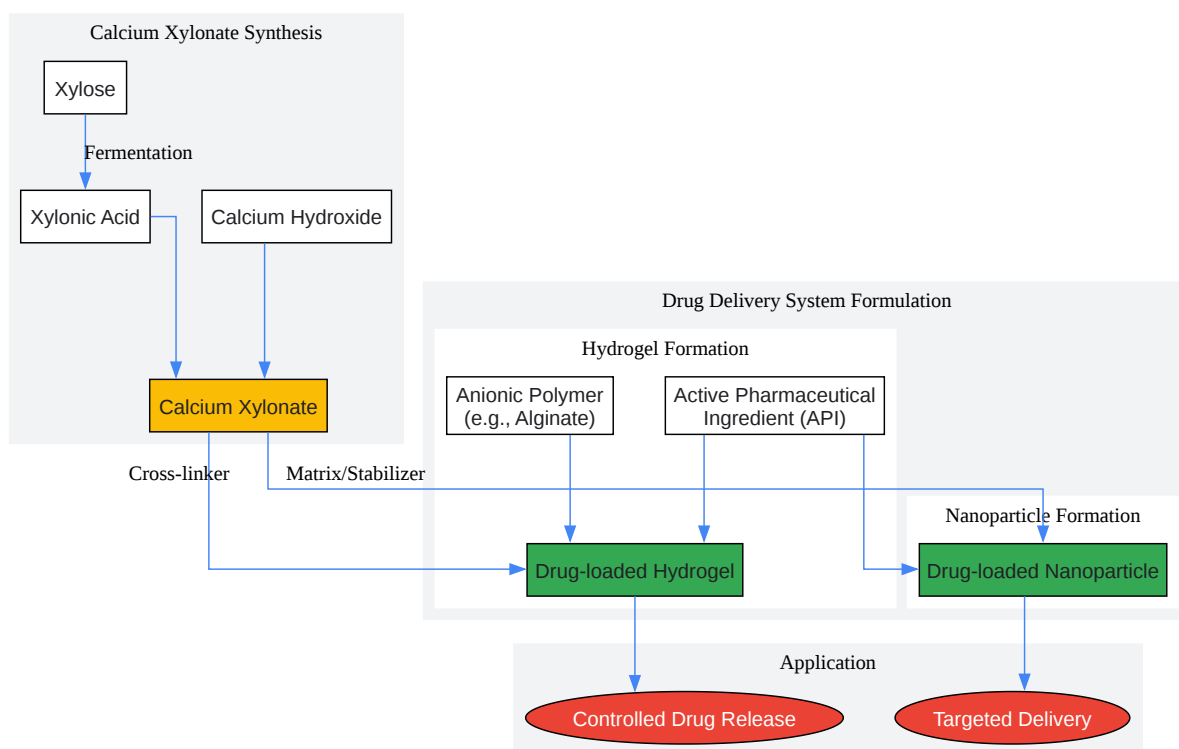 Calcium Xylonate Synthesis
Xylose
Fermentation
Xylonic Acid
Calcium Hydroxide
Calcium Xylonate
Cross-linker
Matrix/Stabilizer
Drug Delivery System Formulation
Hydrogel Formation
Anionic Polymer
(e.g., Alginate)
Active Pharmaceutical
Ingredient (API)
Nanoparticle Formation
Drug-loaded Hydrogel
Drug-loaded Nanoparticle
Application
Controlled Drug Release
Targeted Delivery